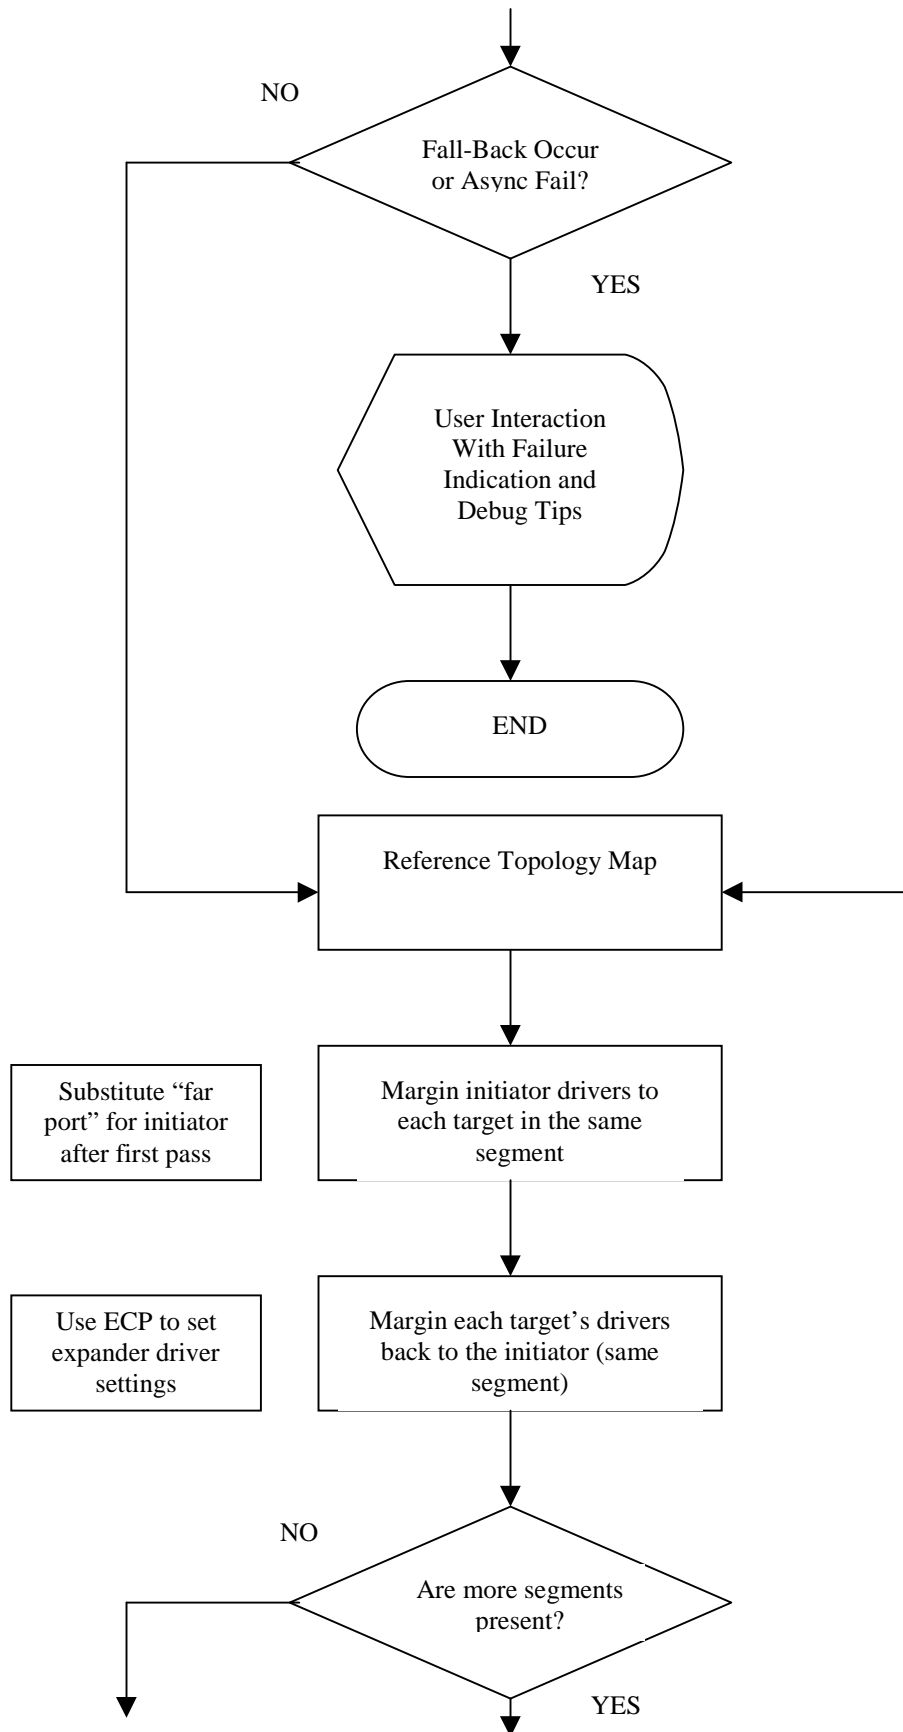 NO
Fall-Back Occur
or Async Fail?
YES
User Interaction
With Failure
Indication and
Debug Tips
END
Reference Topology Map
Substitute “far
port” for initiator
after first pass
Margin initiator drivers to
each target in the same
segment
Use ECP to set
expander driver
settings
Margin each target’s drivers
back to the initiator (same
segment)
NO
Are more segments
present?
YES